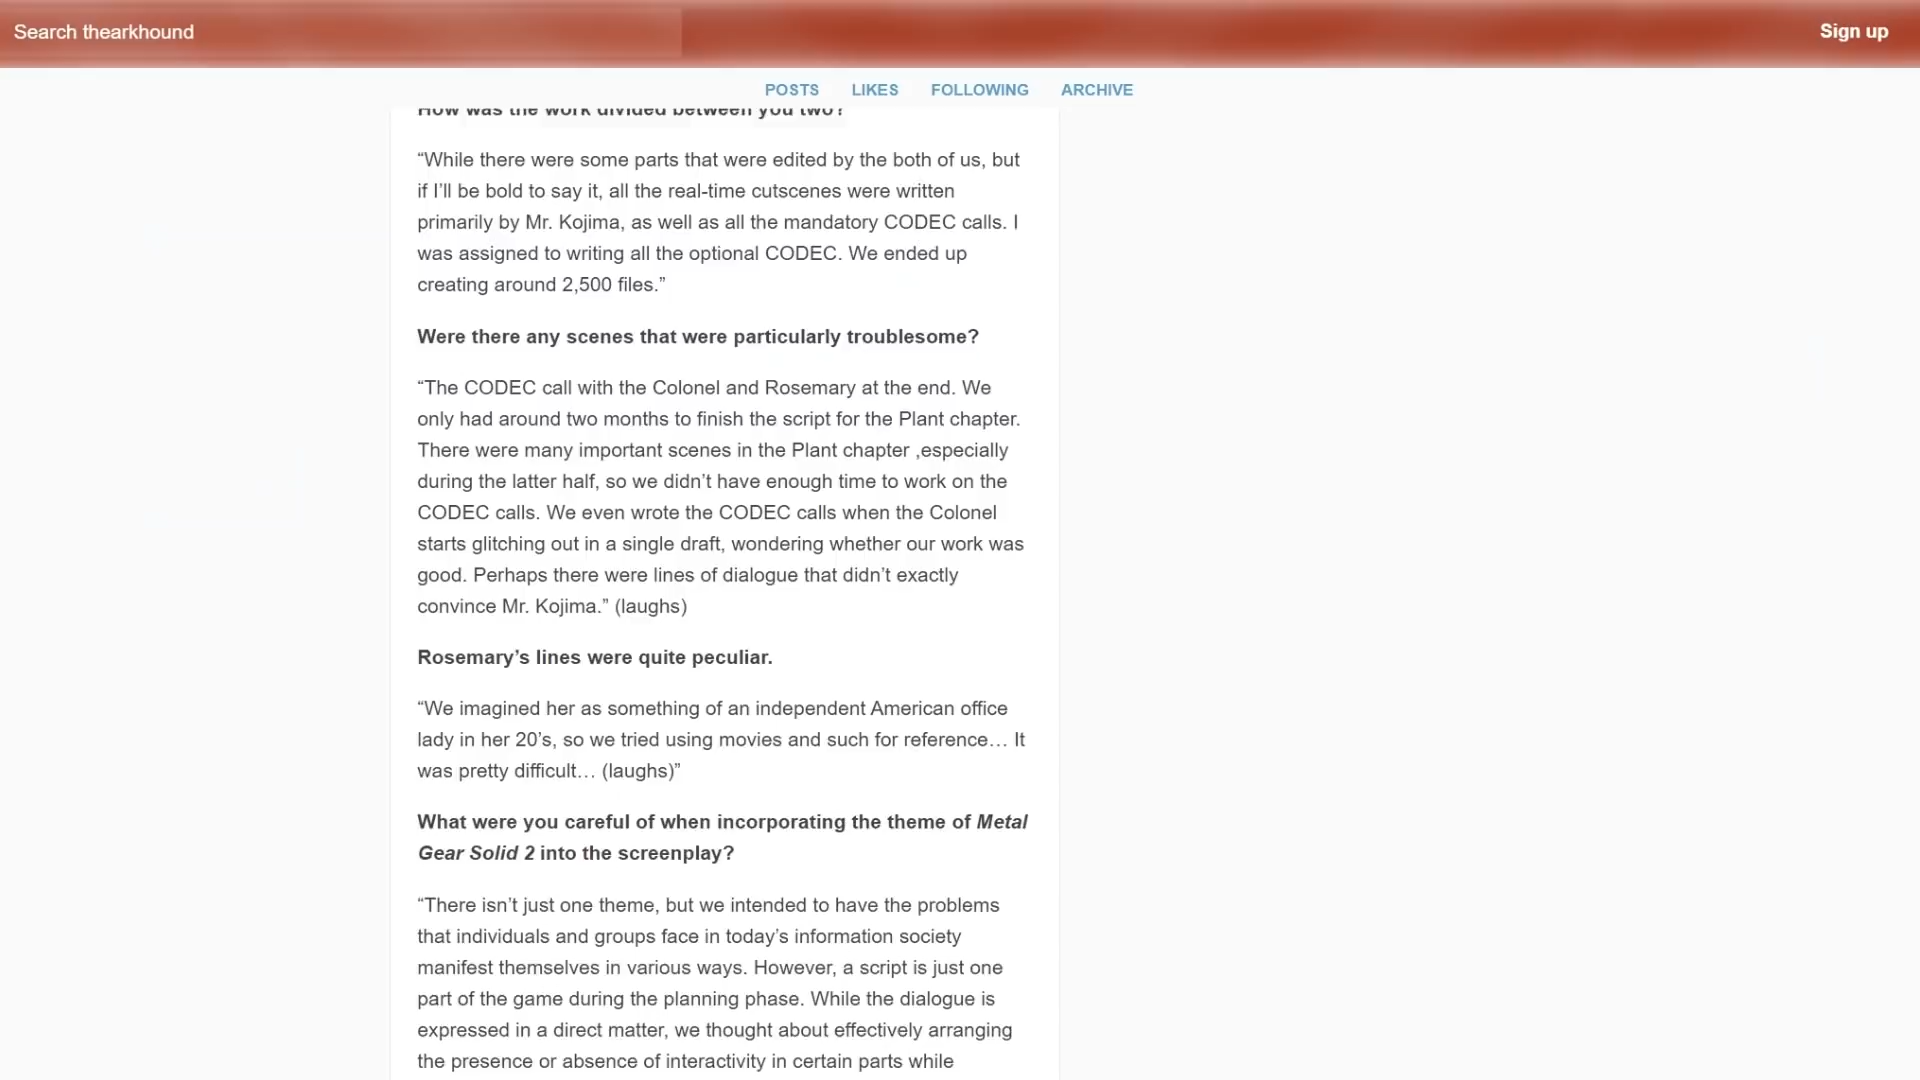 Search thearkhound
Sign up
POSTS LIKES FOLLOWING ARCHIVE
How was the work divided between you two?
“While there were some parts that were edited by the both of us, but
if I’ll be bold to say it, all the real-time cutscenes were written
primarily by Mr. Kojima, as well as all the mandatory CODEC calls. I
was assigned to writing all the optional CODEC. We ended up
creating around 2,500 files.”
Were there any scenes that were particularly troublesome?
“The CODEC call with the Colonel and Rosemary at the end. We
only had around two months to finish the script for the Plant chapter.
There were many important scenes in the Plant chapter ,especially
during the latter half, so we didn’t have enough time to work on the
CODEC calls. We even wrote the CODEC calls when the Colonel
starts glitching out in a single draft, wondering whether our work was
good. Perhaps there were lines of dialogue that didn’t exactly
convince Mr. Kojima.” (laughs)
Rosemary’s lines were quite peculiar.
“We imagined her as something of an independent American office
lady in her 20’s, so we tried using movies and such for reference… It
was pretty difficult… (laughs)”
What were you careful of when incorporating the theme of Metal
Gear Solid 2 into the screenplay?
“There isn’t just one theme, but we intended to have the problems
that individuals and groups face in today’s information society
manifest themselves in various ways. However, a script is just one
part of the game during the planning phase. While the dialogue is
expressed in a direct matter, we thought about effectively arranging
the presence or absence of interactivity in certain parts while